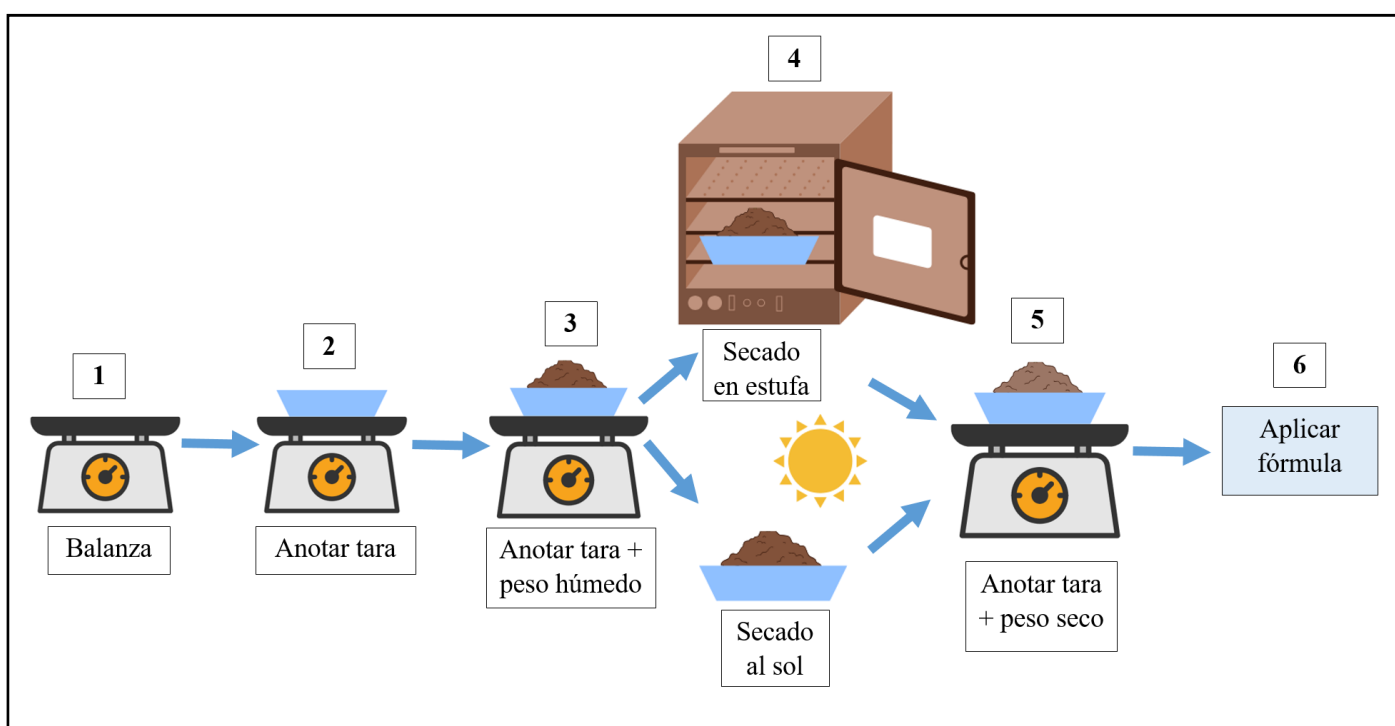 1
Balanza
2
Anotar tara
3
Anotar tara +
peso húmedo
4
Secado
en estufa
Secado
al sol
5
Anotar tara
+ peso seco
6
Aplicar
fórmula